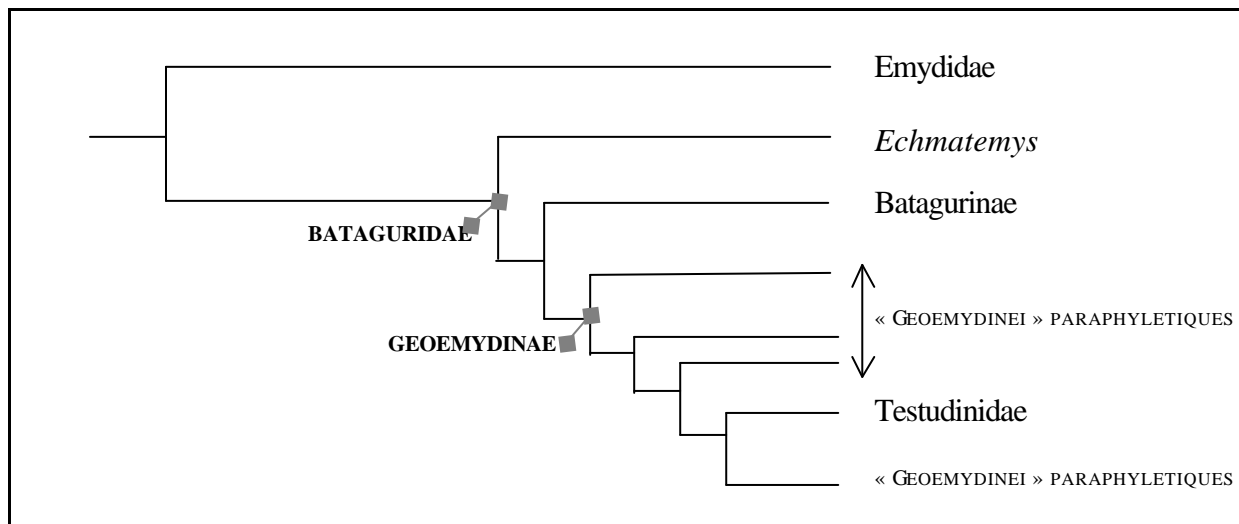 Emydidae
Echmatemys
Batagurinae
BATAGURIDAE
« GEOEMYDINEI » PARAPHYLETIQUES
GEOEMYDINAE
Testudinidae
« GEOEMYDINEI » PARAPHYLETIQUES